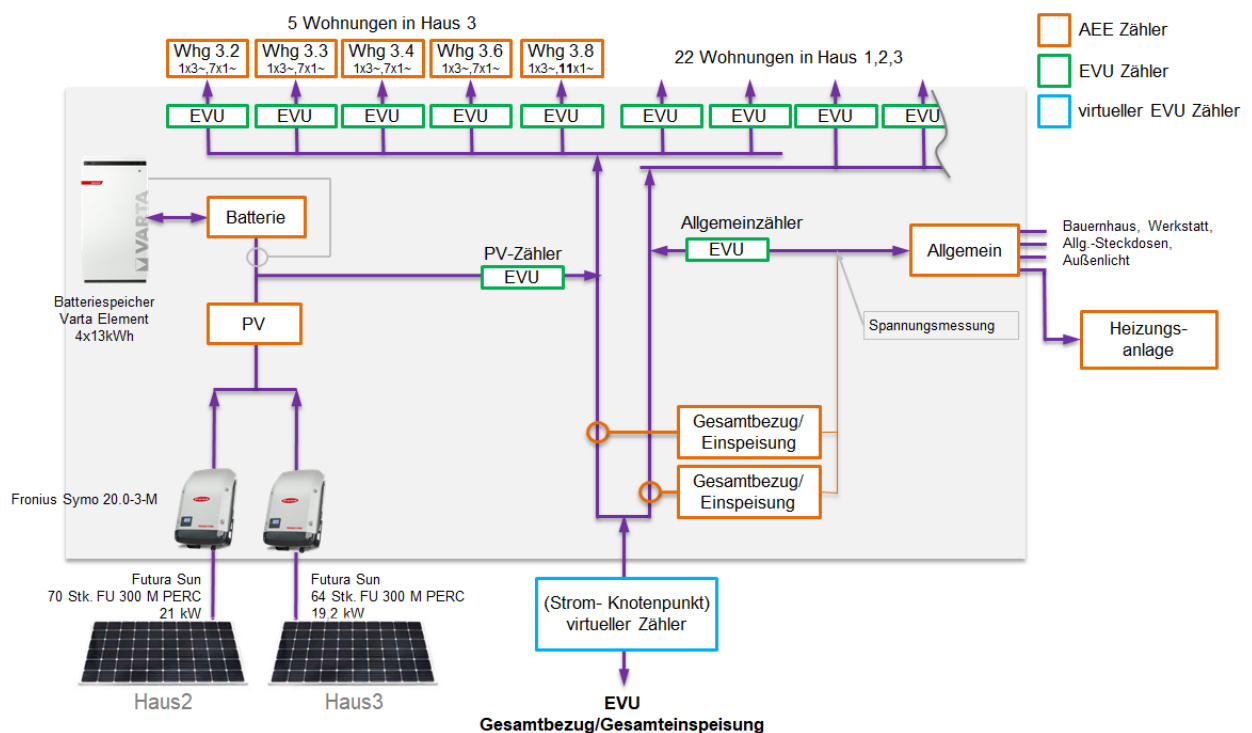 5 Wohnungen in Haus 3
Whg 3.2
1x3~,7x1~
Whg 3.3
1x3~,7x1~
Whg 3.4
1x3~,7x1~
Whg 3.6
1x3~,7x1~
Whg 3.8
1x3~,11x1~
22 Wohnungen in Haus 1,2,3
AEE Zähler
EVU Zähler
virtueller EVU Zähler
EVU
EVU
EVU
EVU
EVU
EVU
EVU
EVU
EVU
VARTA
Batterie
Batteriespeicher
Varta Element
4x13kWh
PV-Zähler
EVU
Allgemeinzähler
EVU
Allgemein
Bauernhaus, Werkstatt,
Allg.-Steckdosen,
Außenlicht
PV
Spannungsmessung
Heizungs-
anlage
Gesamtbezug/
Einspeisung
Gesamtbezug/
Einspeisung
Fronius Symo 20.0-3-M
Futura Sun
70 Stk. FU 300 M PERC
21 kW
Futura Sun
64 Stk. FU 300 M PERC
19,2 kW
(Strom- Knotenpunkt)
virtueller Zähler
Haus2
Haus3
EVU
Gesamtbezug/Gesamteinspeisung